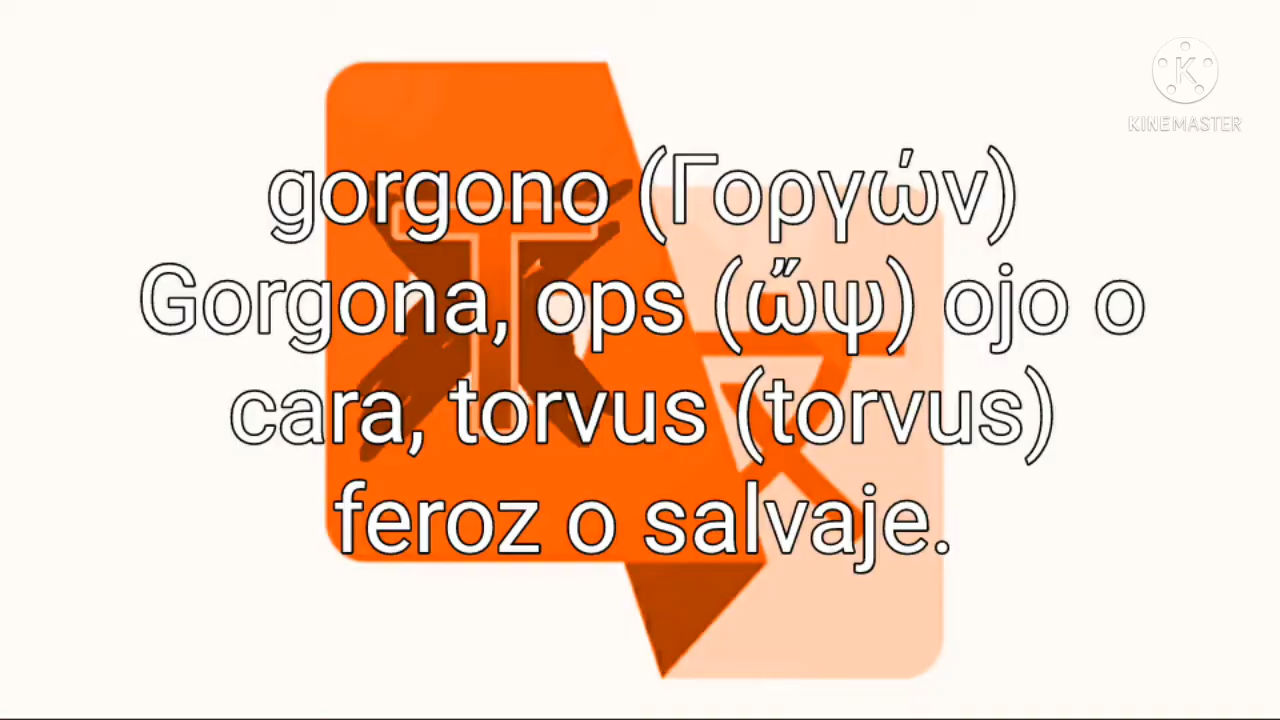 KINEMASTER
gorgono (Γοργών)
Gorgona, ops (ὤψ) ojo o
cara, torvus (torvus)
feroz o salvaje.